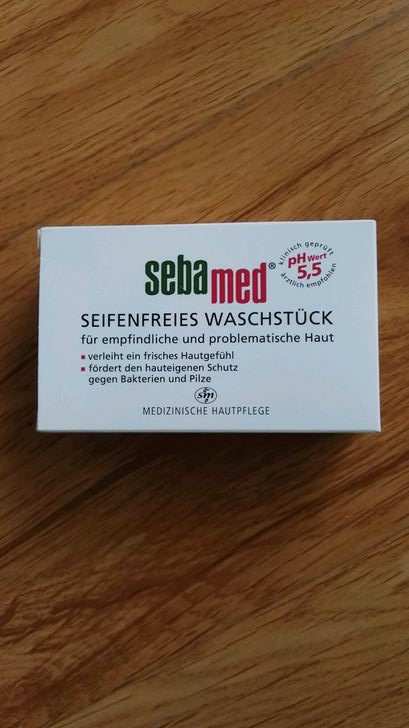 sebamed®
klinisch geprüft
pH Wert
5,5
ärztlich empfohlen
SEIFENFREIES WASCHSTÜCK
für empfindliche und problematische Haut
▪ verleiht ein frisches Hautgefühl
▪ fördert den hauteigenen Schutz
gegen Bakterien und Pilze
sm
MEDIZINISCHE HAUTPFLEGE